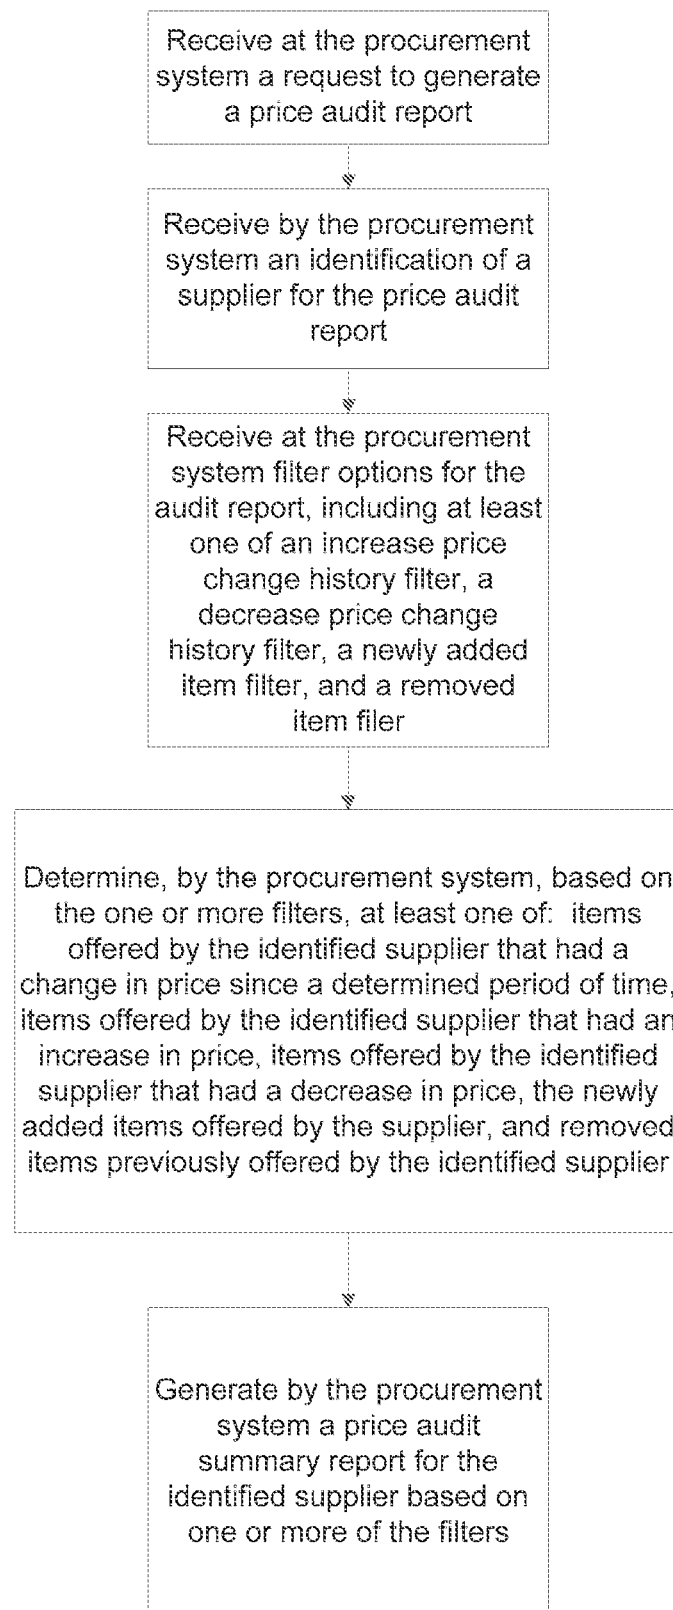 Receive at the procurement
system a request to generate
a price audit report
Receive by the procurement
system an identification of a
supplier for the price audit
report
Receive at the procurement
system filter options for the
audit report, including at least
one of an increase price
change history filter, a
decrease price change
history filter, a newly added
item filter, and a removed
item filer
Determine, by the procurement system, based on
the one or more filters, at least one of:  items
offered by the identified supplier that had a
change in price since a determined period of time,
items offered by the identified supplier that had an
increase in price, items offered by the identified
supplier that had a decrease in price, the newly
added items offered by the supplier, and removed
items previously offered by the identified supplier
Generate by the procurement
system a price audit
summary report for the
identified supplier based on
one or more of the filters